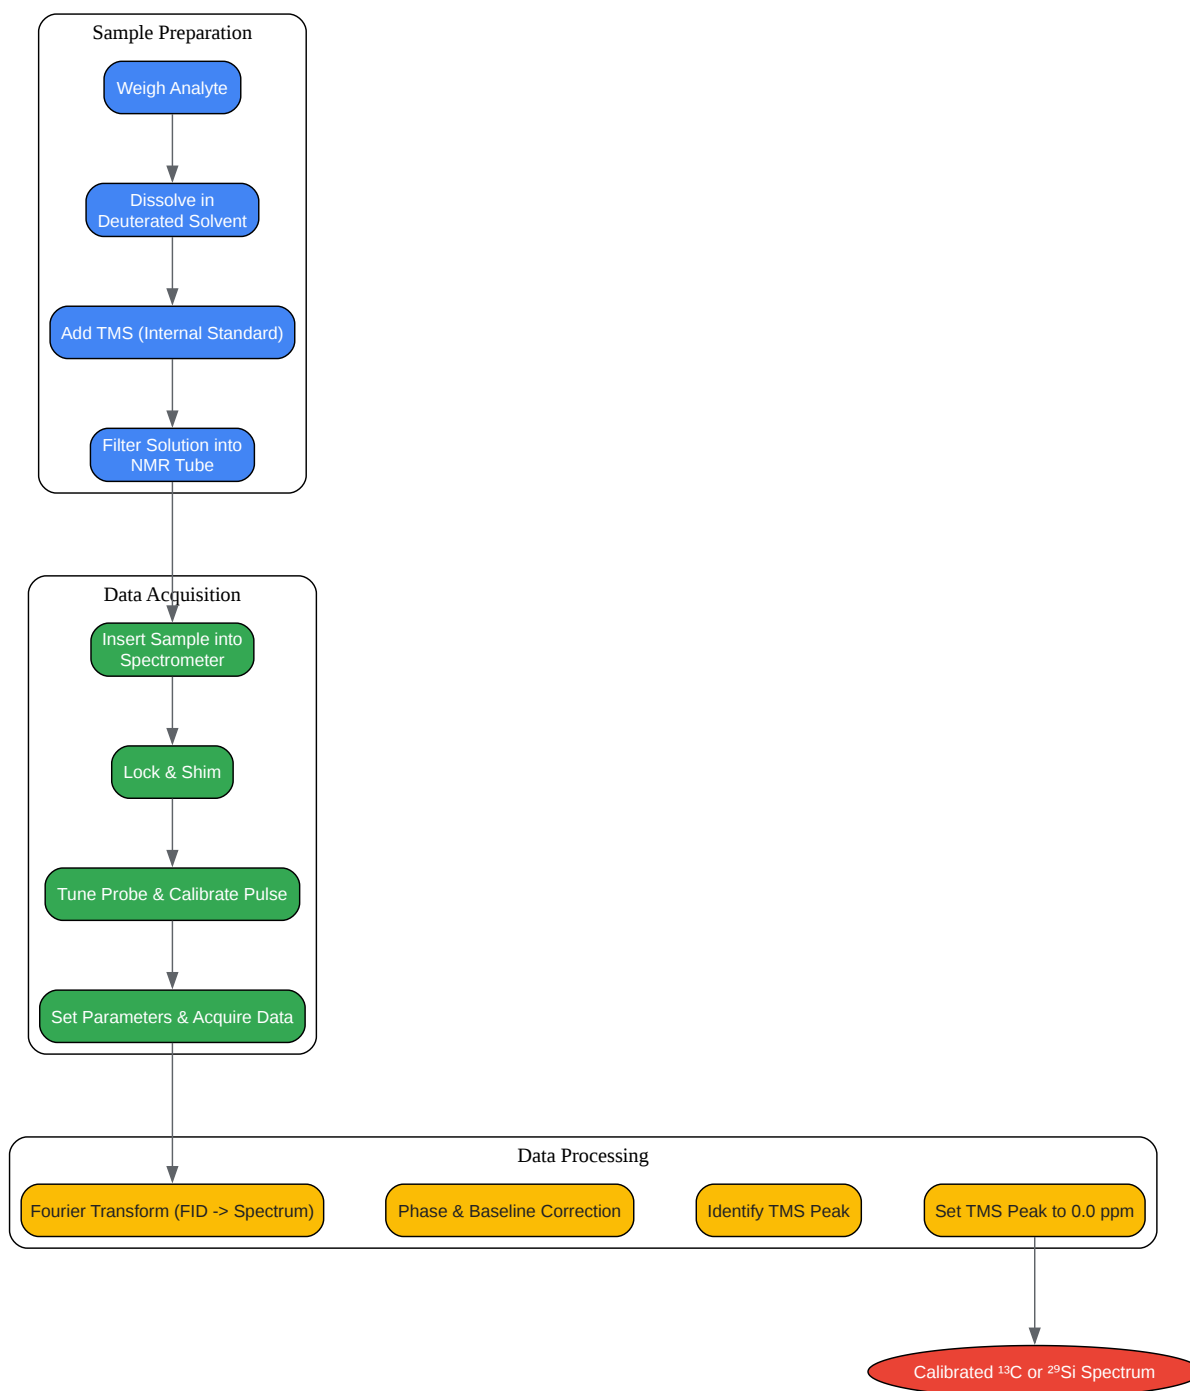 Sample Preparation
Weigh Analyte
Dissolve in
Deuterated Solvent
Add TMS (Internal Standard)
Filter Solution into
NMR Tube
Data Acquisition
Insert Sample into
Spectrometer
Lock & Shim
Tune Probe & Calibrate Pulse
Set Parameters & Acquire Data
Data Processing
Fourier Transform (FID -> Spectrum)
Phase & Baseline Correction
Identify TMS Peak
Set TMS Peak to 0.0 ppm
Calibrated ¹³C or ²⁹Si Spectrum